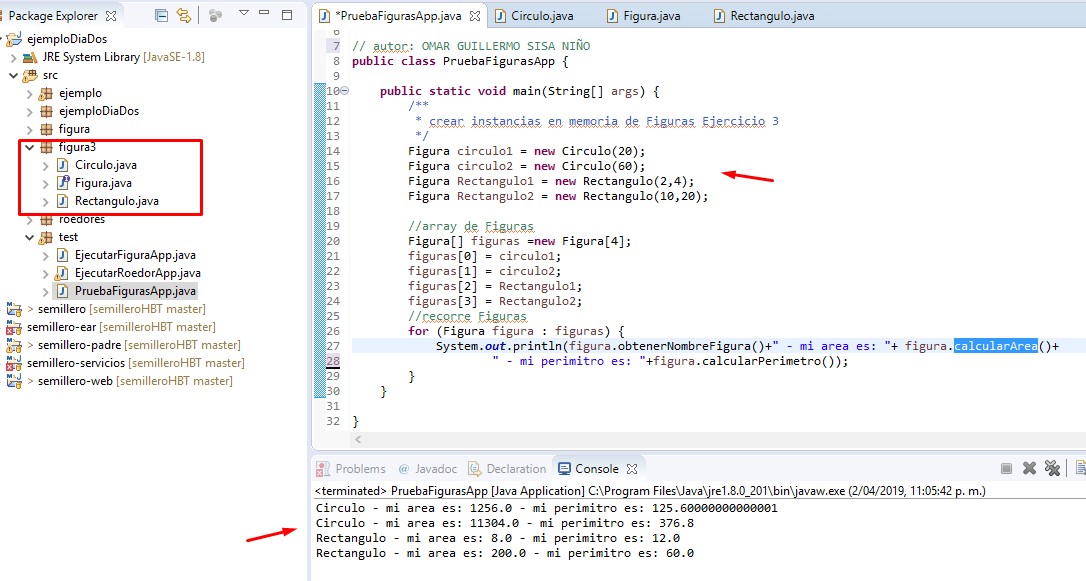 Package Explorer
ejemploDiaDos
JRE System Library [JavaSE-1.8]
src
ejemplo
ejemploDiaDos
figura
figura3
Circulo.java
Figura.java
Rectangulo.java
roedores
test
EjecutarFiguraApp.java
EjecutarRoedorApp.java
PruebaFigurasApp.java
> semillero [semilleroHBT master]
semillero-ear [semilleroHBT master]
> semillero-padre [semilleroHBT master]
semillero-servicios [semilleroHBT master]
> semillero-web [semilleroHBT master]
*PruebaFigurasApp.java Circulo.java Figura.java Rectangulo.java
6
7 // autor: OMAR GUILLERMO SISA NIÑO
8 public class PruebaFigurasApp {
9
10 public static void main(String[] args) {
11 /**
12 * crear instancias en memoria de Figuras Ejercicio 3
13 */
14 Figura circulo1 = new Circulo(20);
15 Figura circulo2 = new Circulo(60);
16 Figura Rectangulo1 = new Rectangulo(2,4);
17 Figura Rectangulo2 = new Rectangulo(10,20);
18
19 //array de Figuras
20 Figura[] figuras =new Figura[4];
21 figuras[0] = circulo1;
22 figuras[1] = circulo2;
23 figuras[2] = Rectangulo1;
24 figuras[3] = Rectangulo2;
25 //recorre Figuras
26 for (Figura figura : figuras) {
27 System.out.println(figura.obtenerNombreFigura()+" - mi area es: "+ figura.calcularArea()+
28 " - mi perimitro es: "+figura.calcularPerimetro());
29 }
30 }
31
32 }
Problems @ Javadoc Declaration Console
<terminated> PruebaFigurasApp [Java Application] C:\Program Files\Java\jre1.8.0_201\bin\javaw.exe (2/04/2019, 11:05:42 p. m.)
Circulo - mi area es: 1256.0 - mi perimitro es: 125.60000000000001
Circulo - mi area es: 11304.0 - mi perimitro es: 376.8
Rectangulo - mi area es: 8.0 - mi perimitro es: 12.0
Rectangulo - mi area es: 200.0 - mi perimitro es: 60.0